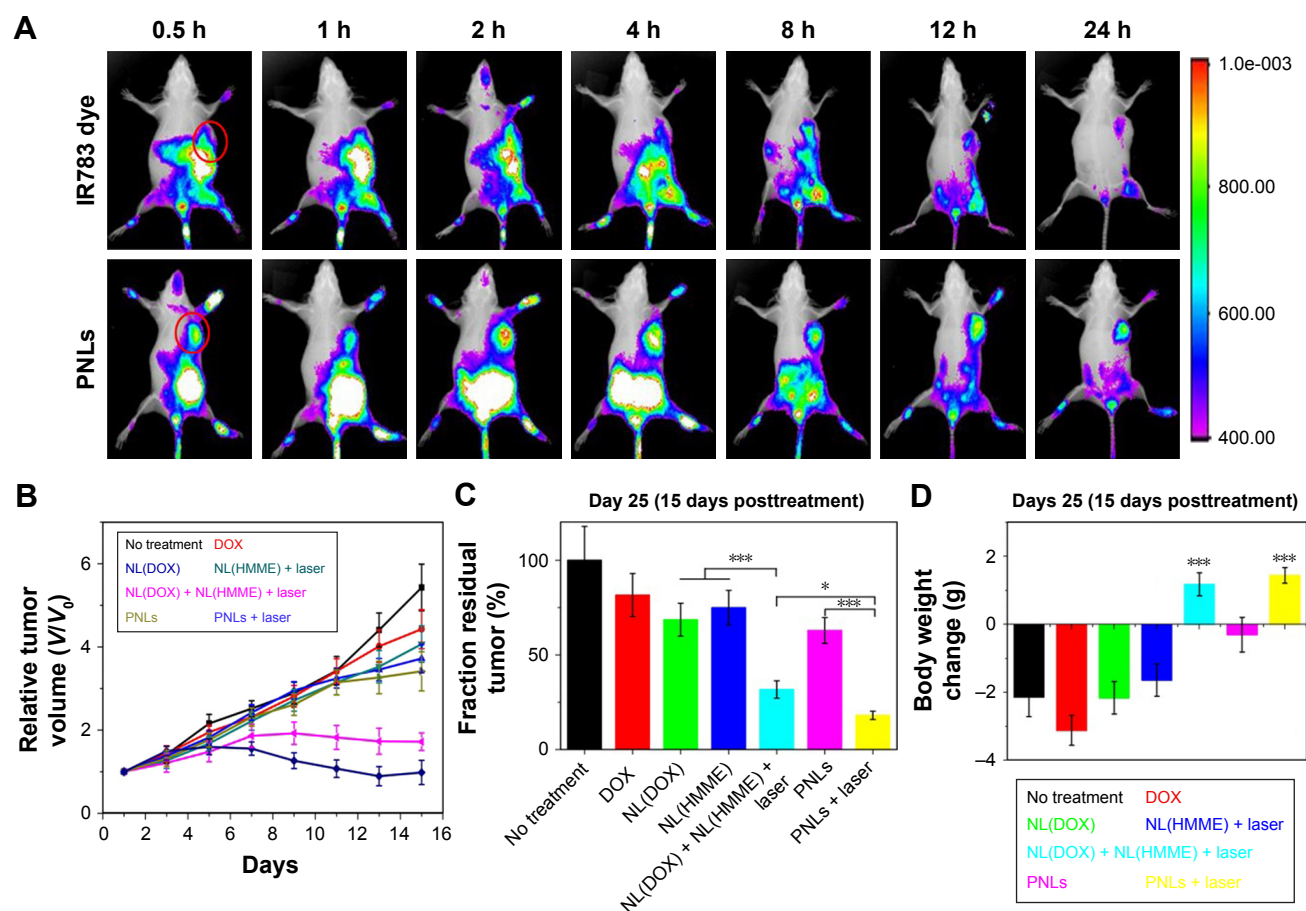 A
0.5 h 1 h 2 h 4 h 8 h 12 h 24 h
IR783 dye
PNLs
1.0e-003
800.00
600.00
400.00
B
Relative tumor
volume (V/V0)
6
4
2
0
No treatment DOX
NL(DOX) NL(HMME) + laser
NL(DOX) + NL(HMME) + laser
PNLs PNLs + laser
0 2 4 6 8 10 12 14 16
Days
C
Day 25 (15 days posttreatment)
Fraction residual
tumor (%)
100
50
0
***
*
***
No treatment
DOX
NL(DOX)
NL(HMME)
NL(DOX) + NL(HMME) +
laser
PNLs
PNLs + laser
D
Days 25 (15 days posttreatment)
Body weight
change (g)
2
0
−2
−4
*** ***
No treatment DOX
NL(DOX) NL(HMME) + laser
NL(DOX) + NL(HMME) + laser
PNLs PNLs + laser